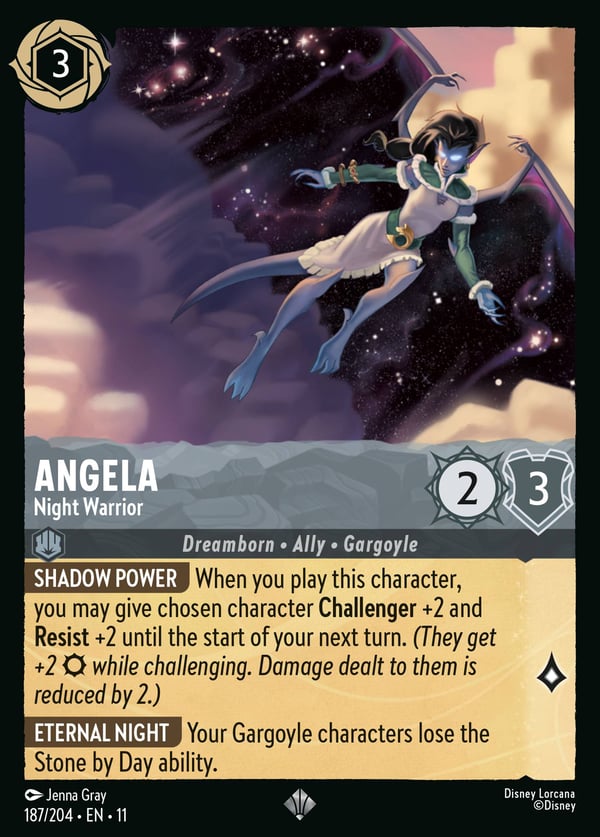 3
ANGELA
Night Warrior
2
3
Dreamborn • Ally • Gargoyle
SHADOW POWER When you play this character,
you may give chosen character Challenger +2 and
Resist +2 until the start of your next turn. (They get
+2 while challenging. Damage dealt to them is
reduced by 2.)
ETERNAL NIGHT Your Gargoyle characters lose the
Stone by Day ability.
Jenna Gray
Disney Lorcana
187/204 • EN • 11
©Disney